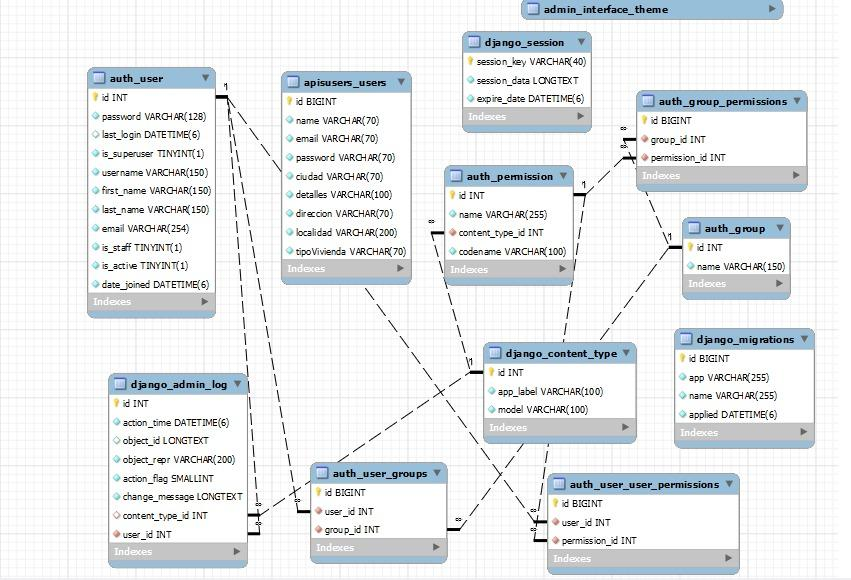 admin_interface_theme
django_session
session_key VARCHAR(40)
session_data LONGTEXT
expire_date DATETIME(6)
Indexes
auth_user
id INT
password VARCHAR(128)
last_login DATETIME(6)
is_superuser TINYINT(1)
username VARCHAR(150)
first_name VARCHAR(150)
last_name VARCHAR(150)
email VARCHAR(254)
is_staff TINYINT(1)
is_active TINYINT(1)
date_joined DATETIME(6)
Indexes
1
apisusers_users
id BIGINT
name VARCHAR(70)
email VARCHAR(70)
password VARCHAR(70)
ciudad VARCHAR(70)
detalles VARCHAR(100)
direccion VARCHAR(70)
localidad VARCHAR(200)
tipoVivienda VARCHAR(70)
Indexes
auth_group_permissions
id BIGINT
group_id INT
permission_id INT
Indexes
∞
∞
auth_permission
id INT
name VARCHAR(255)
content_type_id INT
codename VARCHAR(100)
Indexes
1
∞
auth_group
id INT
name VARCHAR(150)
Indexes
1
django_migrations
id BIGINT
app VARCHAR(255)
name VARCHAR(255)
applied DATETIME(6)
Indexes
django_content_type
id INT
app_label VARCHAR(100)
model VARCHAR(100)
Indexes
1
django_admin_log
id INT
action_time DATETIME(6)
object_id LONGTEXT
object_repr VARCHAR(200)
action_flag SMALLINT
change_message LONGTEXT
content_type_id INT
user_id INT
Indexes
∞
∞
auth_user_groups
id BIGINT
user_id INT
group_id INT
Indexes
∞
∞
auth_user_user_permissions
id BIGINT
user_id INT
permission_id INT
Indexes
∞
∞